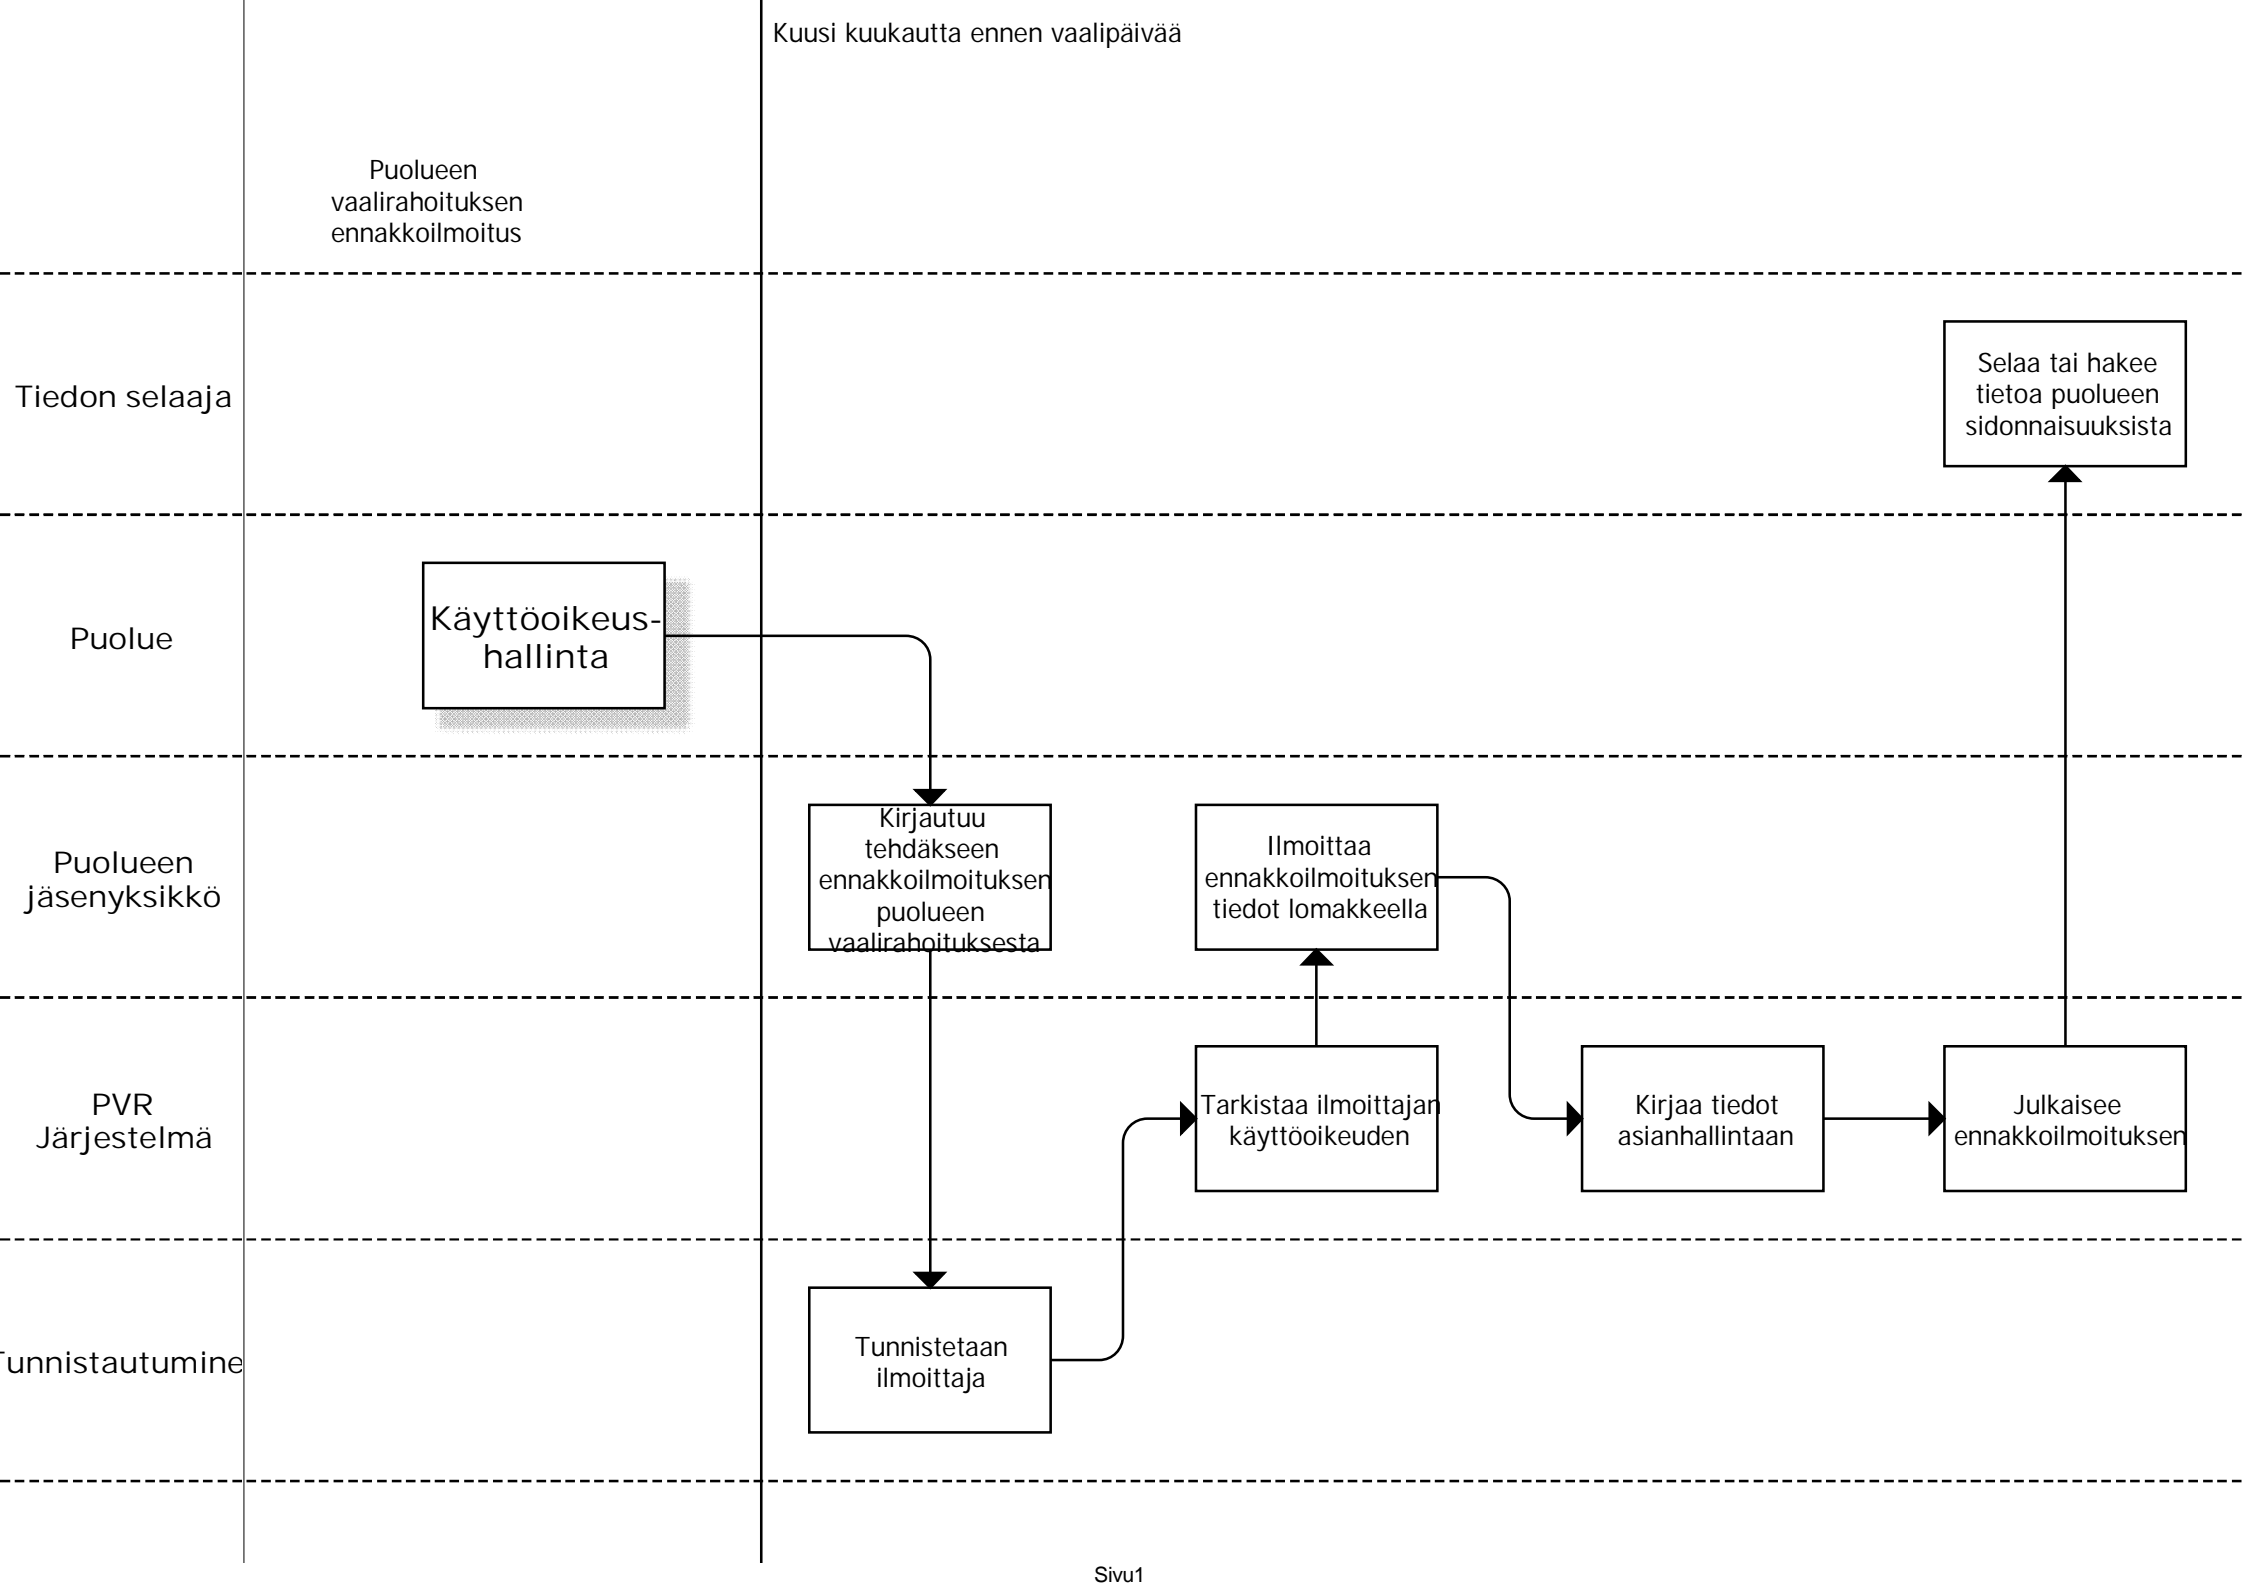 Kuusi kuukautta ennen vaalipäivää
Puolueen
vaalirahoituksen
ennakkoilmoitus
Tiedon selaaja
Selaa tai hakee
tietoa puolueen
sidonnaisuuksista
Puolue
Käyttöoikeus-
hallinta
Puolueen
jäsenyksikkö
Kirjautuu
tehdäkseen
ennakkoilmoituksen
puolueen
vaalirahoituksesta
Ilmoittaa
ennakkoilmoituksen
tiedot lomakkeella
PVR
Järjestelmä
Tarkistaa ilmoittajan
käyttöoikeuden
Kirjaa tiedot
asianhallintaan
Julkaisee
ennakkoilmoituksen
Tunnistautumine
Tunnistetaan
ilmoittaja
Sivu1